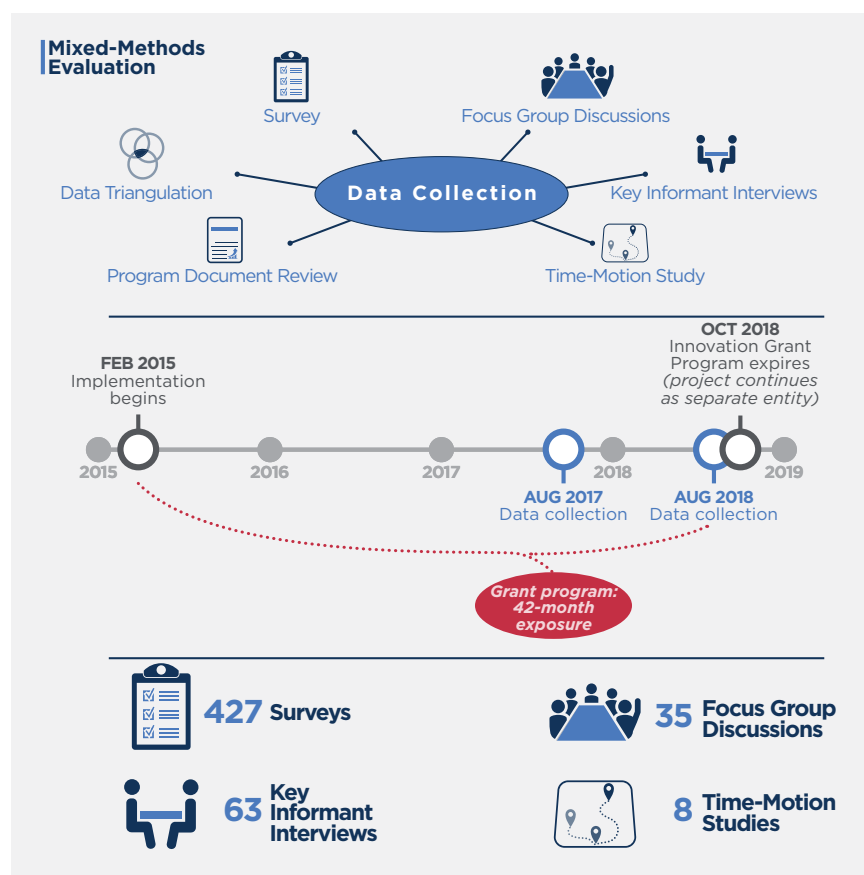 Mixed-Methods
Evaluation
Survey
Focus Group Discussions
Data Triangulation
Data Collection
Key Informant Interviews
Program Document Review
Time-Motion Study
OCT 2018
Innovation Grant
Program expires
(project continues
as separate entity)
FEB 2015
Implementation
begins
2015
2016
2017
2018
2019
AUG 2017
Data collection
AUG 2018
Data collection
Grant program:
42-month
exposure
427 Surveys
35 Focus Group
Discussions
63 Key
Informant
Interviews
8 Time-Motion
Studies